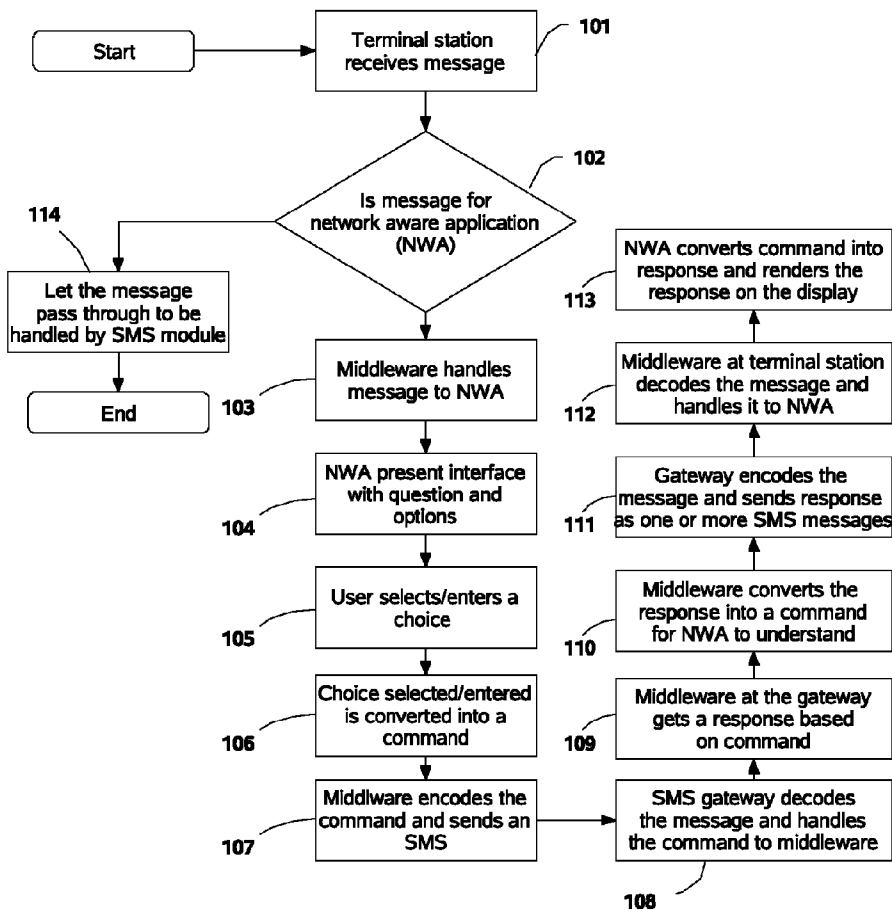 Start
Terminal station
receives message
101
102
Is message for
network aware application
(NWA)
114
Let the message
pass through to be
handled by SMS module
End
Middleware handles
message to NWA
103
NWA present interface
with question and
options
104
User selects/enters a
choice
105
Choice selected/entered
is converted into a
command
106
Middlware encodes the
command and sends an
SMS
107
SMS gateway decodes
the message and handles
the command to middleware
108
Middleware at the gateway
gets a response based
on command
109
Middleware converts the
response into a command
for NWA to understand
110
Gateway encodes the
message and sends response
as one or more SMS messages
111
Middleware at terminal station
decodes the message and
handles it to NWA
112
NWA converts command into
response and renders the
response on the display
113